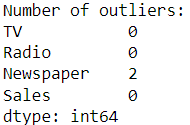 Number of outliers:
TV            0
Radio         0
Newspaper     2
Sales         0
dtype: int64